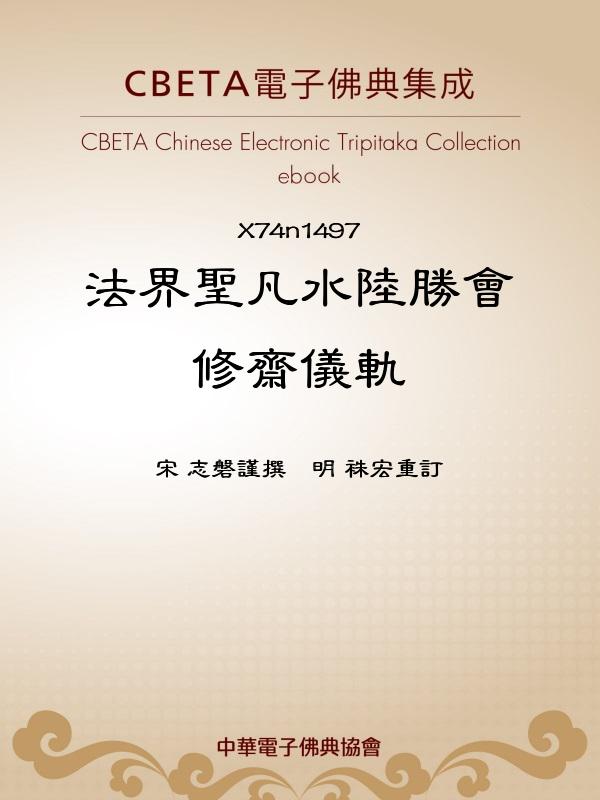 CBETA電子佛典集成
CBETA Chinese Electronic Tripitaka Collection
ebook
X74n1497
法界聖凡水陸勝會
修齋儀軌
宋 志磐謹撰　明 袾宏重訂
中華電子佛典協會